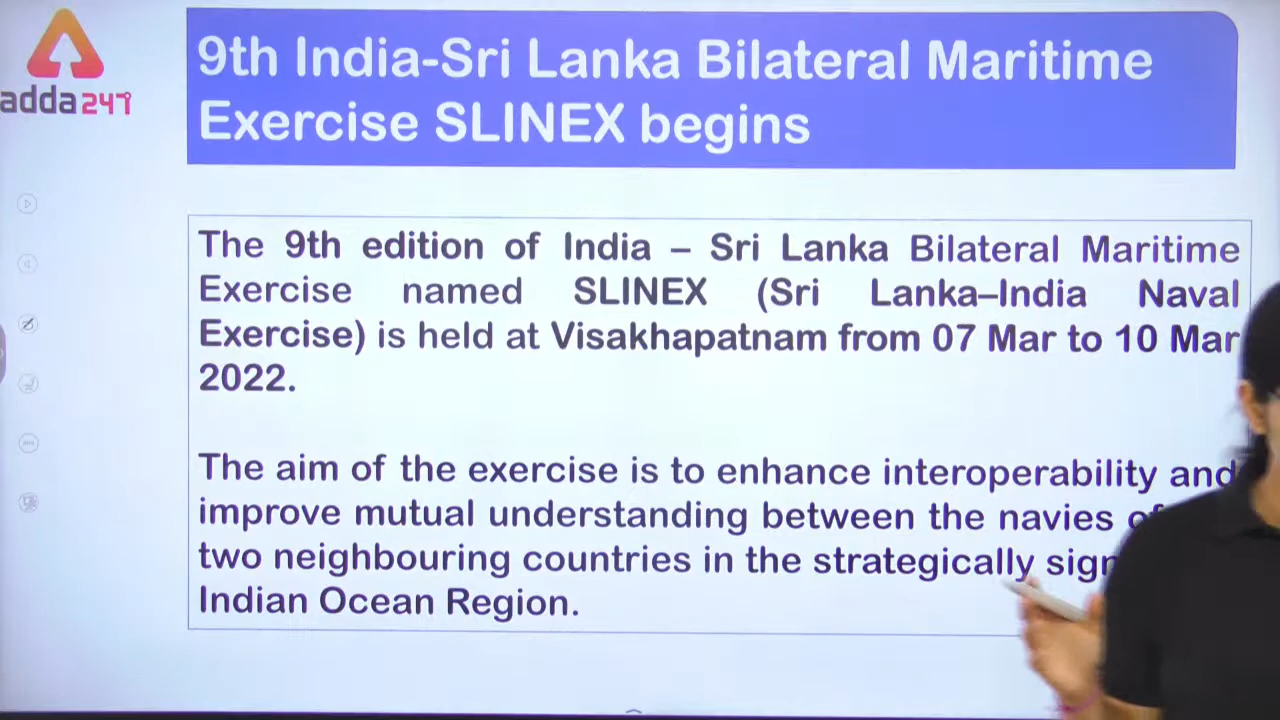 adda247
9th India-Sri Lanka Bilateral Maritime
Exercise SLINEX begins
The 9th edition of India – Sri Lanka Bilateral Maritime
Exercise named SLINEX (Sri Lanka–India Naval
Exercise) is held at Visakhapatnam from 07 Mar to 10 Mar
2022.
The aim of the exercise is to enhance interoperability and
improve mutual understanding between the navies of
two neighbouring countries in the strategically
Indian Ocean Region.